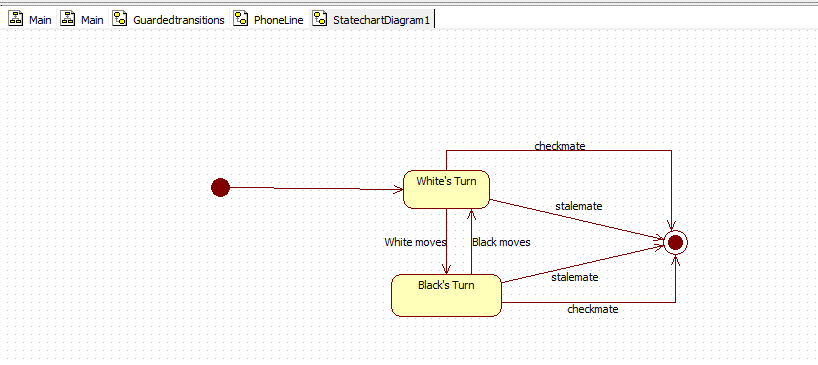 Main Main Guardedtransitions PhoneLine StatechartDiagram1
checkmate
White's Turn
stalemate
White moves Black moves
Black's Turn
stalemate
checkmate